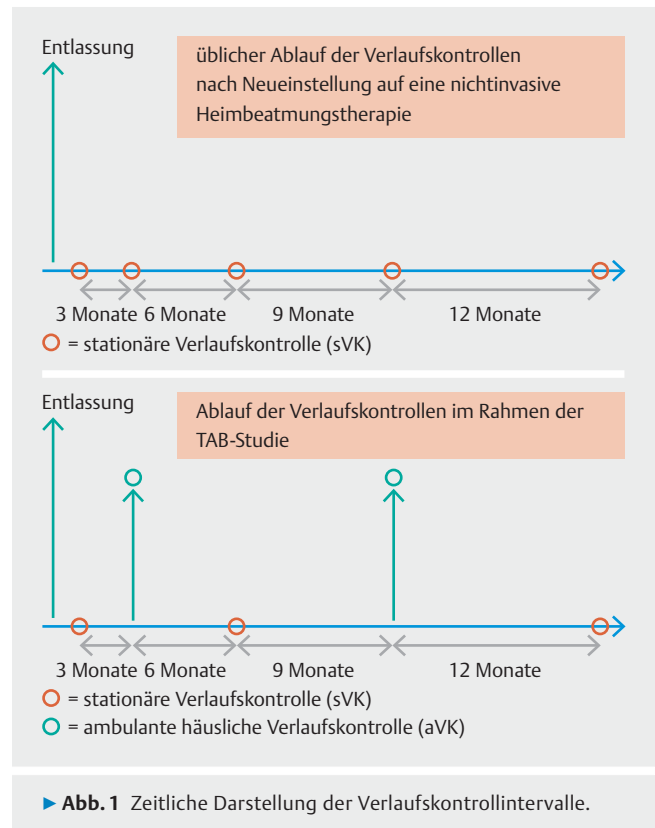 Entlassung
üblicher Ablauf der Verlaufskontrollen
nach Neueinstellung auf eine nichtinvasive
Heimbeatmungstherapie
3 Monate 6 Monate 9 Monate 12 Monate
= stationäre Verlaufskontrolle (sVK)
Entlassung
Ablauf der Verlaufskontrollen im Rahmen der
TAB-Studie
3 Monate 6 Monate 9 Monate 12 Monate
= stationäre Verlaufskontrolle (sVK)
= ambulante häusliche Verlaufskontrolle (aVK)
▶ Abb. 1 Zeitliche Darstellung der Verlaufskontrollintervalle.